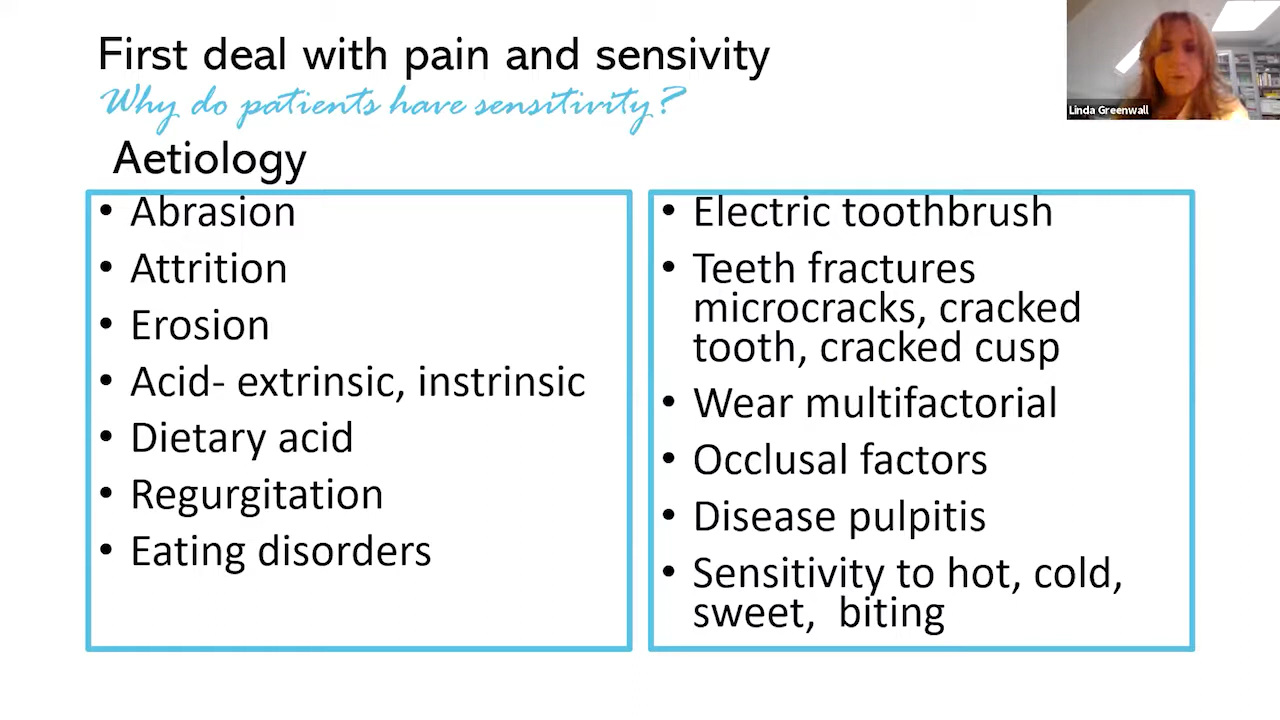 First deal with pain and sensivity
Why do patients have sensitivity?
Aetiology
• Abrasion
• Attrition
• Erosion
• Acid- extrinsic, instrinsic
• Dietary acid
• Regurgitation
• Eating disorders
• Electric toothbrush
• Teeth fractures
microcracks, cracked
tooth, cracked cusp
• Wear multifactorial
• Occlusal factors
• Disease pulpitis
• Sensitivity to hot, cold,
sweet,  biting
Linda Greenwall